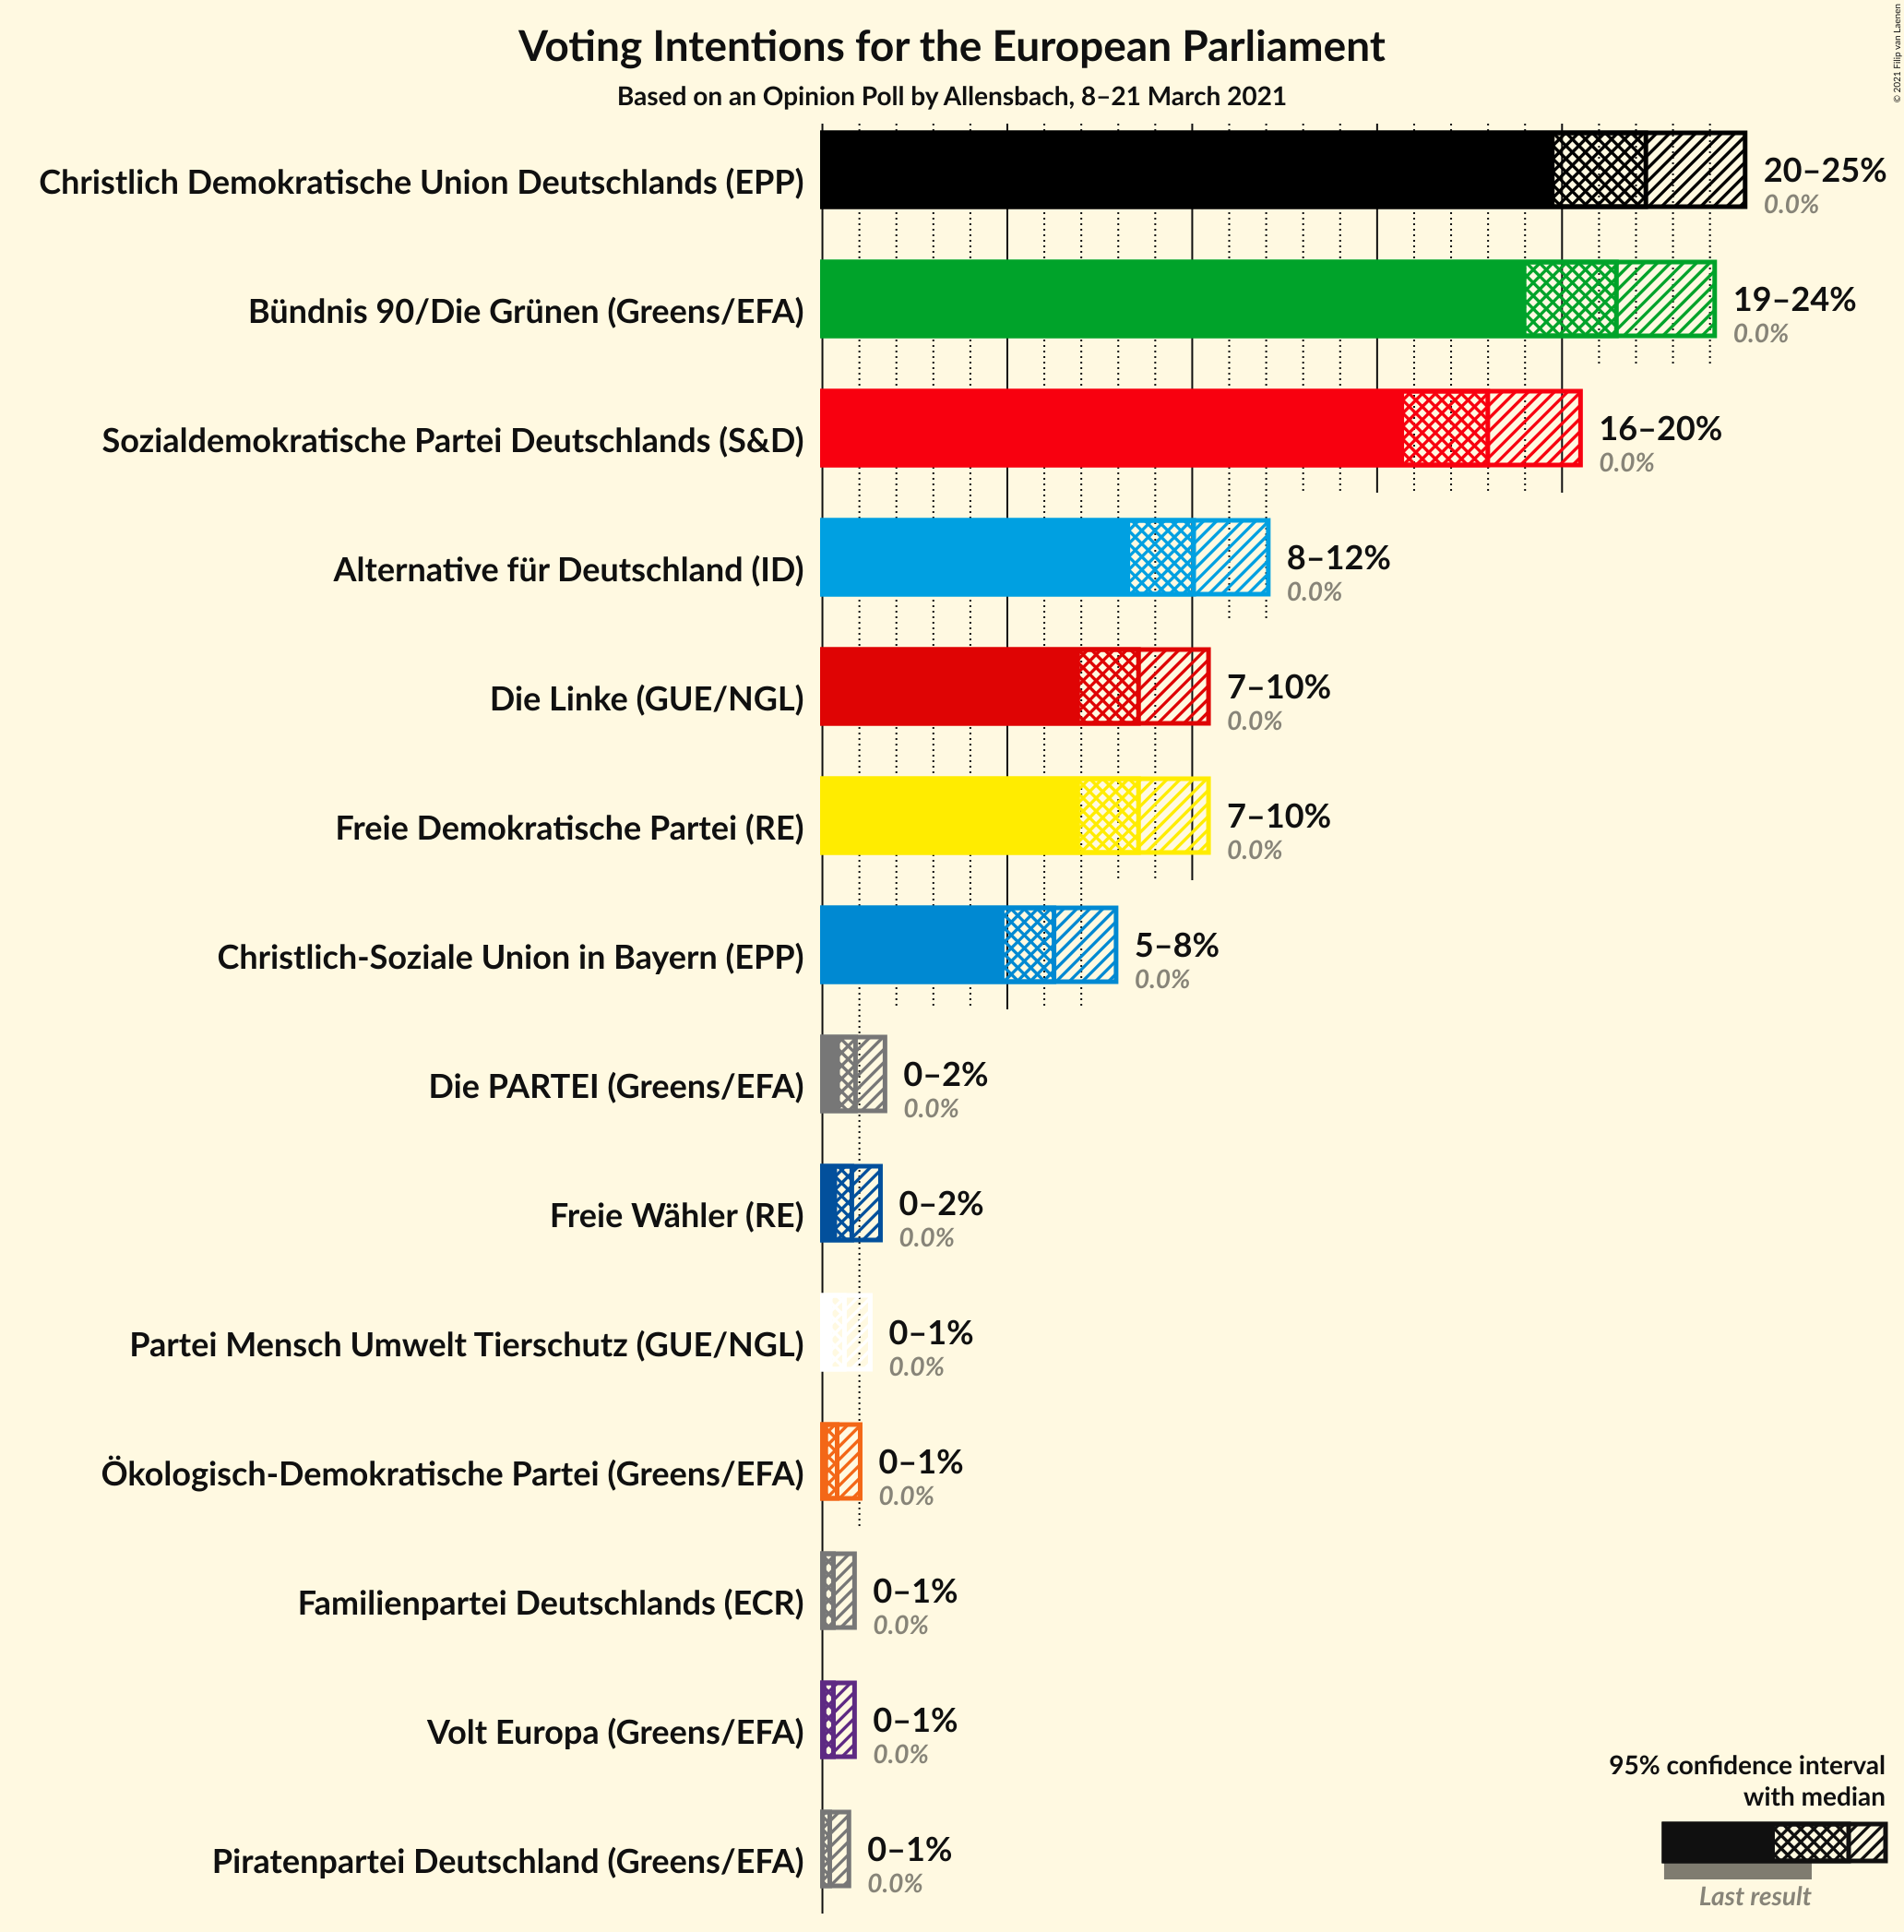 © 2021 Filip van Laenen
Voting Intentions for the European Parliament
Based on an Opinion Poll by Allensbach, 8–21 March 2021
Christlich Demokratische Union Deutschlands (EPP)
20–25%
0.0%
Bündnis 90/Die Grünen (Greens/EFA)
19–24%
0.0%
Sozialdemokratische Partei Deutschlands (S&D)
16–20%
0.0%
Alternative für Deutschland (ID)
8–12%
0.0%
Die Linke (GUE/NGL)
7–10%
0.0%
Freie Demokratische Partei (RE)
7–10%
0.0%
Christlich-Soziale Union in Bayern (EPP)
5–8%
0.0%
Die PARTEI (Greens/EFA)
0–2%
0.0%
Freie Wähler (RE)
0–2%
0.0%
Partei Mensch Umwelt Tierschutz (GUE/NGL)
0–1%
0.0%
Ökologisch-Demokratische Partei (Greens/EFA)
0–1%
0.0%
Familienpartei Deutschlands (ECR)
0–1%
0.0%
Volt Europa (Greens/EFA)
0–1%
0.0%
Piratenpartei Deutschland (Greens/EFA)
0–1%
0.0%
95% confidence interval
with median
Last result